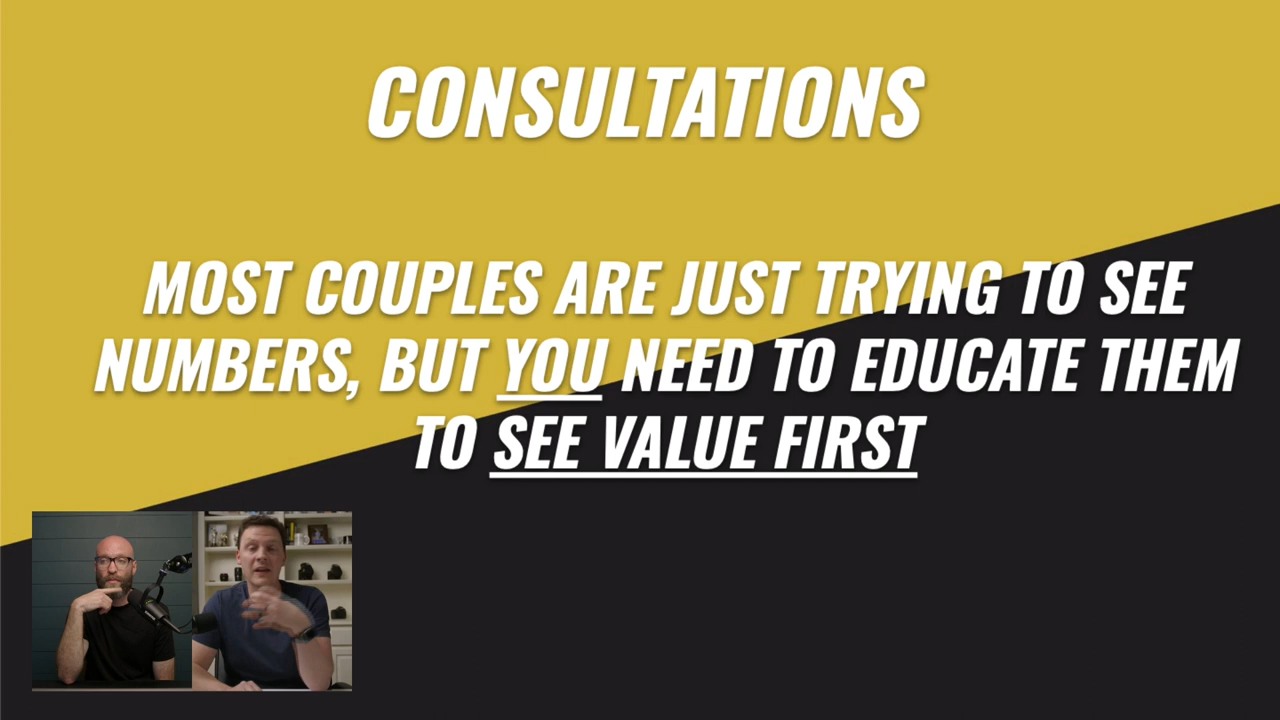 CONSULTATIONS
MOST COUPLES ARE JUST TRYING TO SEE
NUMBERS, BUT YOU NEED TO EDUCATE THEM
TO SEE VALUE FIRST